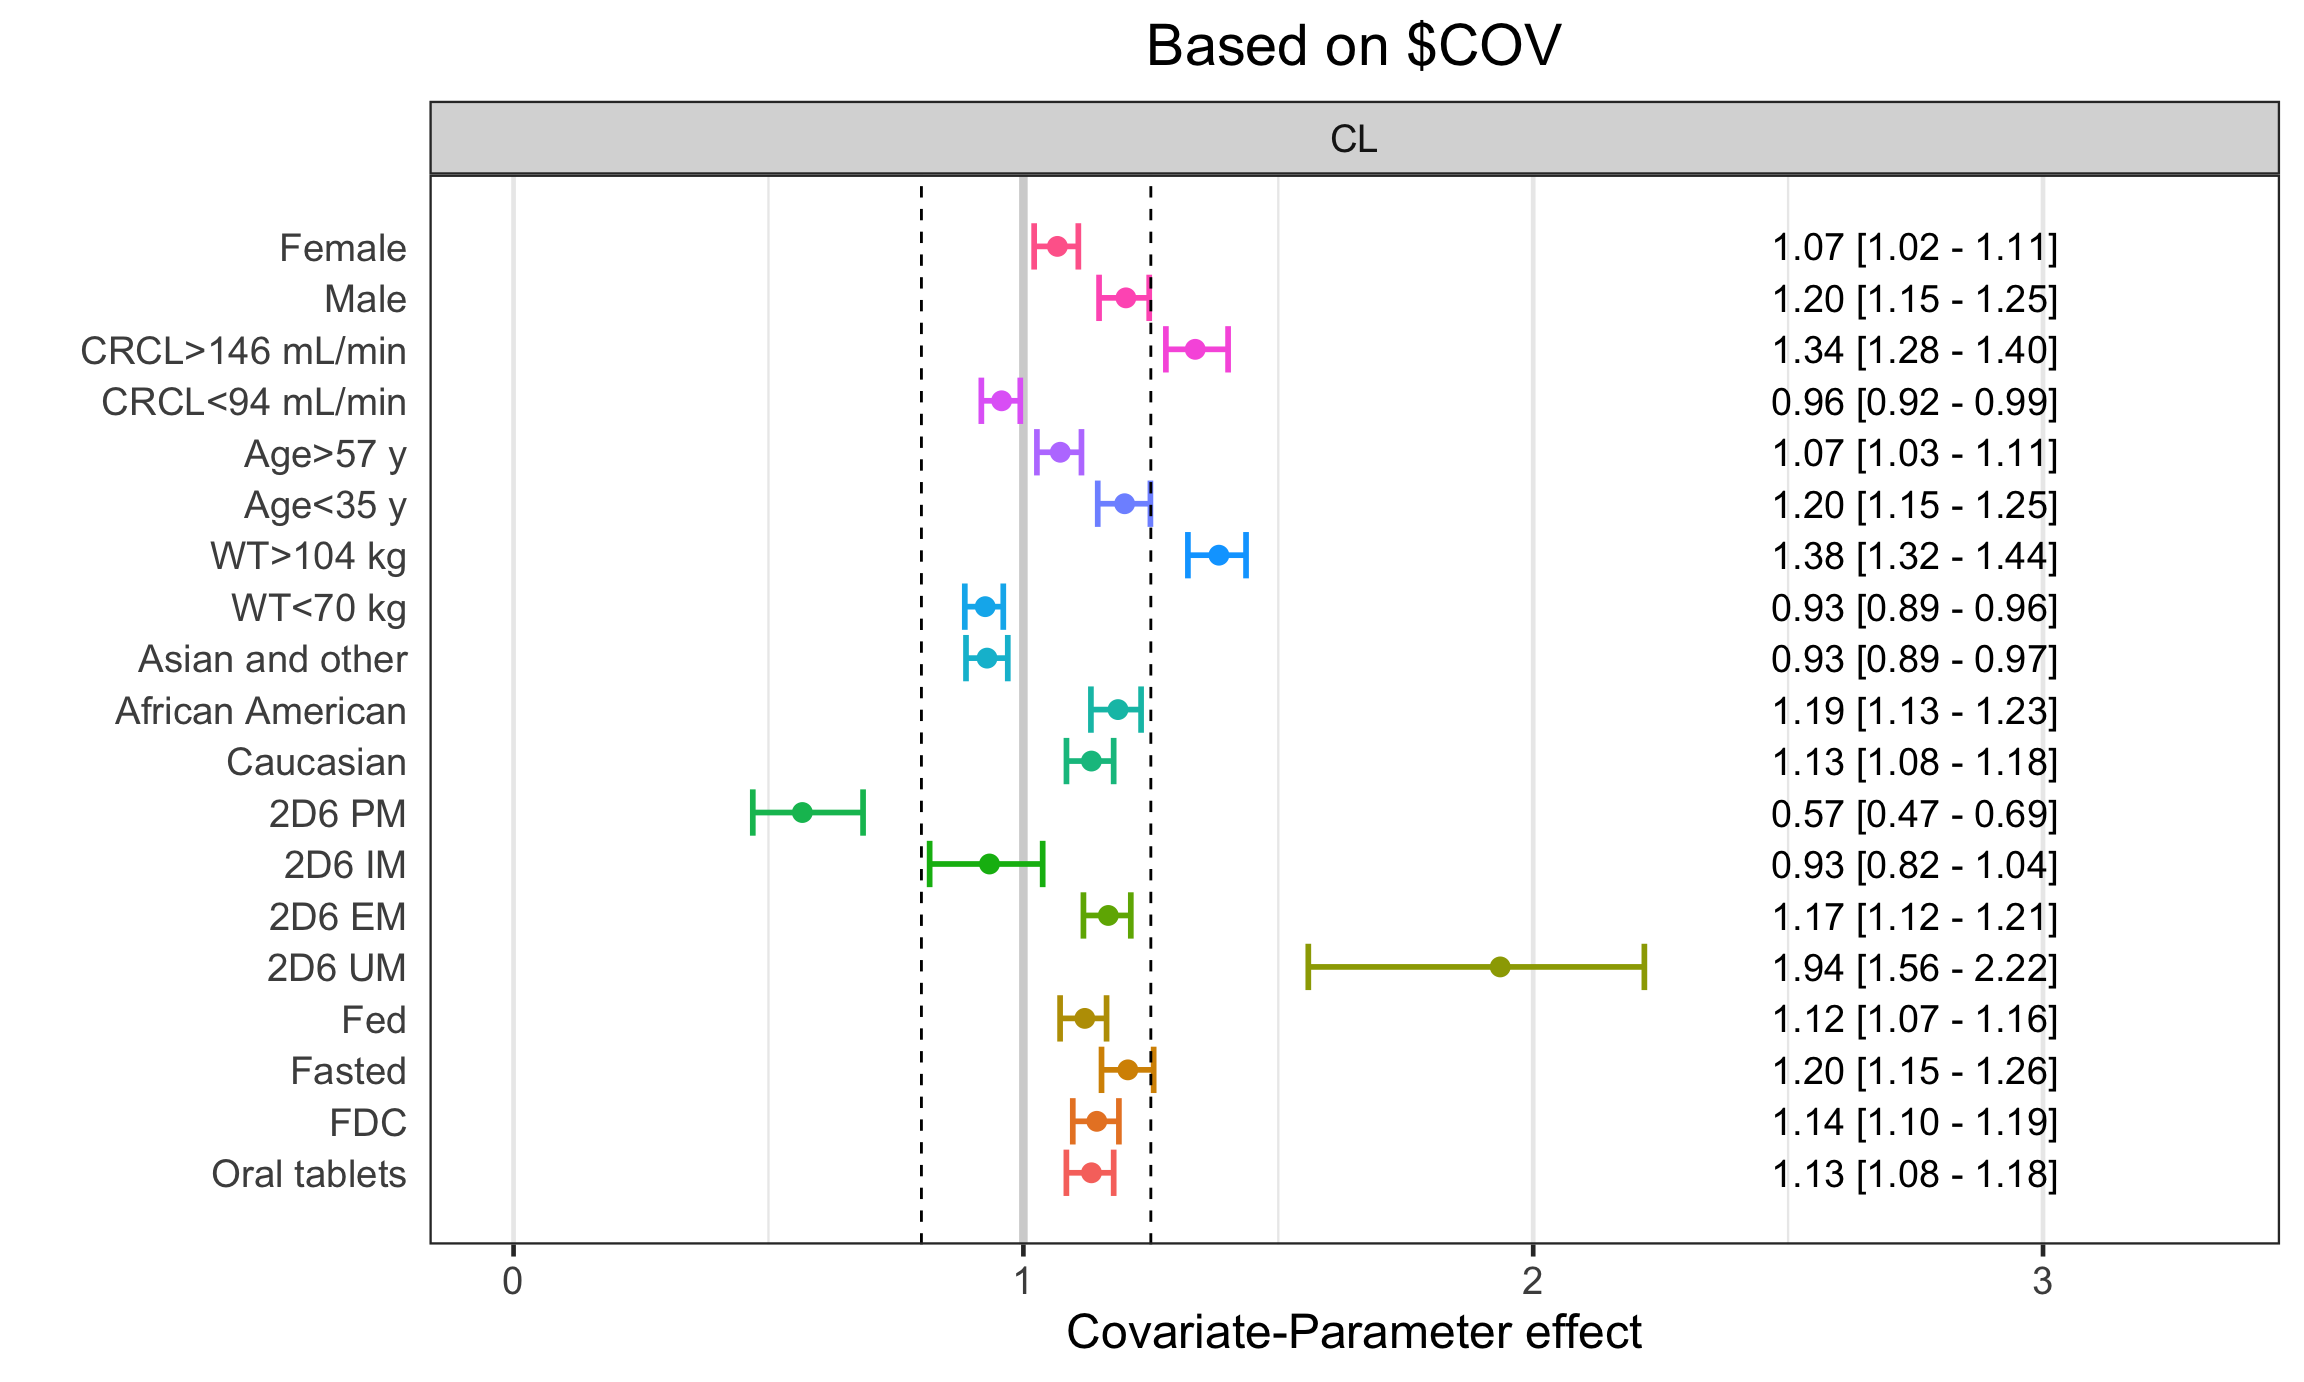 Based on $COV
CL
Female 1.07 [1.02 - 1.11]
Male 1.20 [1.15 - 1.25]
CRCL>146 mL/min 1.34 [1.28 - 1.40]
CRCL<94 mL/min 0.96 [0.92 - 0.99]
Age>57 y 1.07 [1.03 - 1.11]
Age<35 y 1.20 [1.15 - 1.25]
WT>104 kg 1.38 [1.32 - 1.44]
WT<70 kg 0.93 [0.89 - 0.96]
Asian and other 0.93 [0.89 - 0.97]
African American 1.19 [1.13 - 1.23]
Caucasian 1.13 [1.08 - 1.18]
2D6 PM 0.57 [0.47 - 0.69]
2D6 IM 0.93 [0.82 - 1.04]
2D6 EM 1.17 [1.12 - 1.21]
2D6 UM 1.94 [1.56 - 2.22]
Fed 1.12 [1.07 - 1.16]
Fasted 1.20 [1.15 - 1.26]
FDC 1.14 [1.10 - 1.19]
Oral tablets 1.13 [1.08 - 1.18]
0 1 2 3
Covariate-Parameter effect